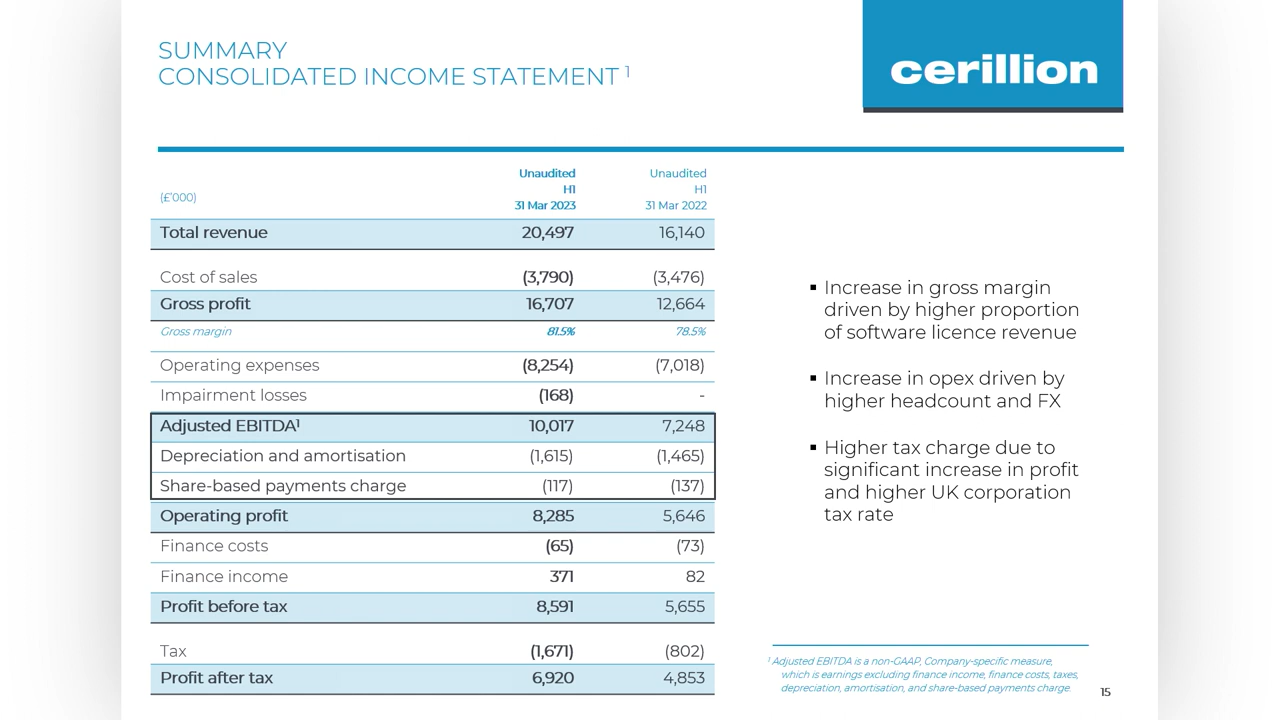 SUMMARY
CONSOLIDATED INCOME STATEMENT 1
cerillion
(£'000)
Unaudited H1 31 Mar 2023
Unaudited H1 31 Mar 2022
Total revenue 20,497 16,140
Cost of sales (3,790) (3,476)
Gross profit 16,707 12,664
Gross margin 81.5% 78.5%
Operating expenses (8,254) (7,018)
Impairment losses (168) -
Adjusted EBITDA1 10,017 7,248
Depreciation and amortisation (1,615) (1,465)
Share-based payments charge (117) (137)
Operating profit 8,285 5,646
Finance costs (65) (73)
Finance income 371 82
Profit before tax 8,591 5,655
Tax (1,671) (802)
Profit after tax 6,920 4,853
▪ Increase in gross margin
driven by higher proportion
of software licence revenue
▪ Increase in opex driven by
higher headcount and FX
▪ Higher tax charge due to
significant increase in profit
and higher UK corporation
tax rate
1 Adjusted EBITDA is a non-GAAP, Company-specific measure,
which is earnings excluding finance income, finance costs, taxes,
depreciation, amortisation, and share-based payments charge.
15